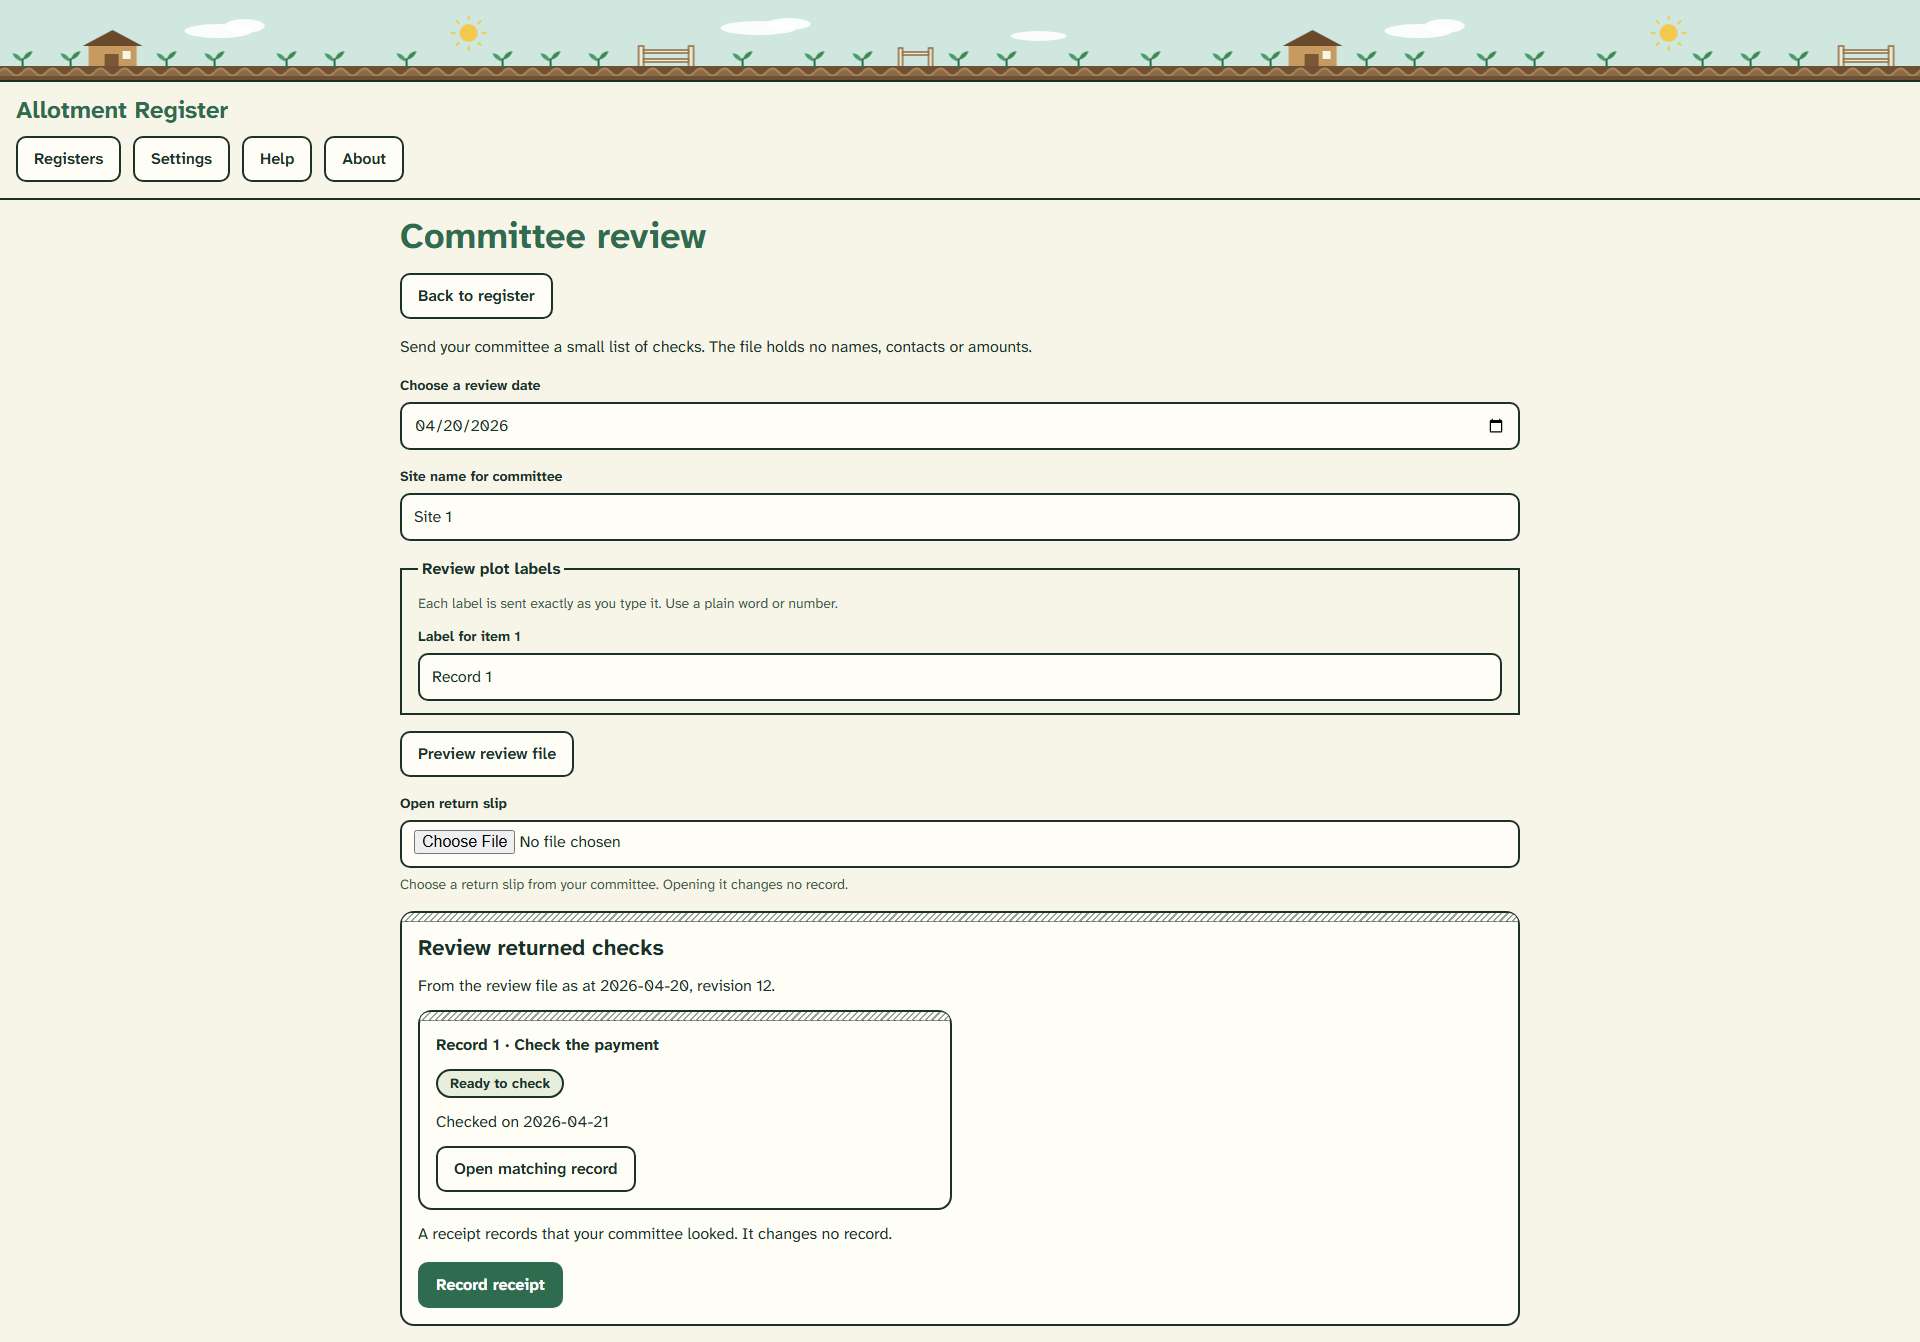 Allotment Register
Registers
Settings
Help
About
Committee review
Back to register
Send your committee a small list of checks. The file holds no names, contacts or amounts.
Choose a review date
04/20/2026
Site name for committee
Site 1
Review plot labels
Each label is sent exactly as you type it. Use a plain word or number.
Label for item 1
Record 1
Preview review file
Open return slip
Choose File No file chosen
Choose a return slip from your committee. Opening it changes no record.
Review returned checks
From the review file as at 2026-04-20, revision 12.
Record 1 · Check the payment
Ready to check
Checked on 2026-04-21
Open matching record
A receipt records that your committee looked. It changes no record.
Record receipt